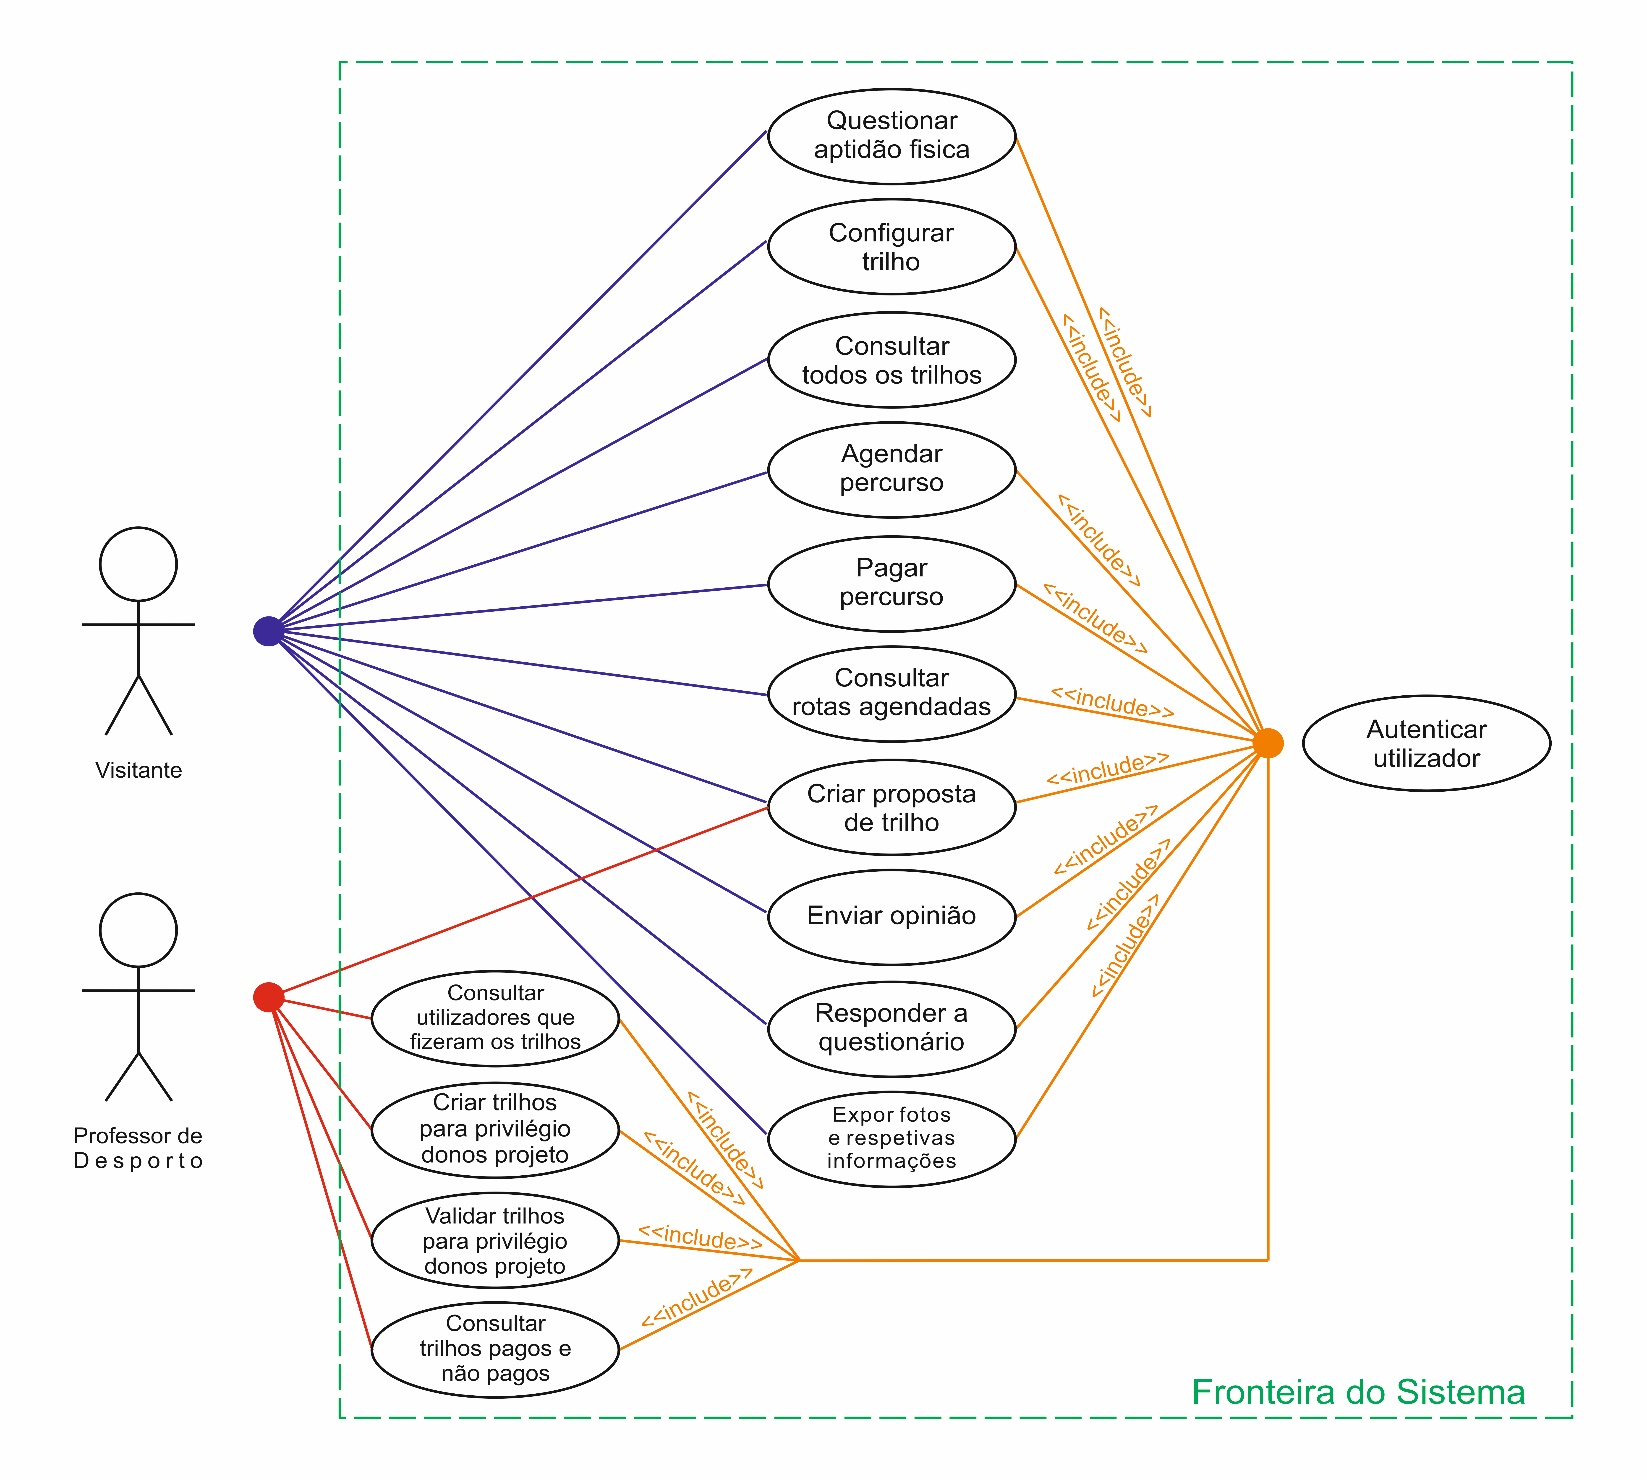 Questionar
aptidão fisica
Configurar
trilho
Consultar
todos os trilhos
Agendar
percurso
Pagar
percurso
Consultar
rotas agendadas
Criar proposta
de trilho
Enviar opinião
Responder a
questionário
Expor fotos
e respetivas
informações
<<include>>
<<include>>
<<include>>
<<include>>
<<include>>
<<include>>
<<include>>
<<include>>
<<include>>
Autenticar
utilizador
Visitante
Professor de
Desporto
Consultar
utilizadores que
fizeram os trilhos
Criar trilhos
para privilégio
donos projeto
Validar trilhos
para privilégio
donos projeto
Consultar
trilhos pagos e
não pagos
<<include>>
<<include>>
<<include>>
<<include>>
Fronteira do Sistema